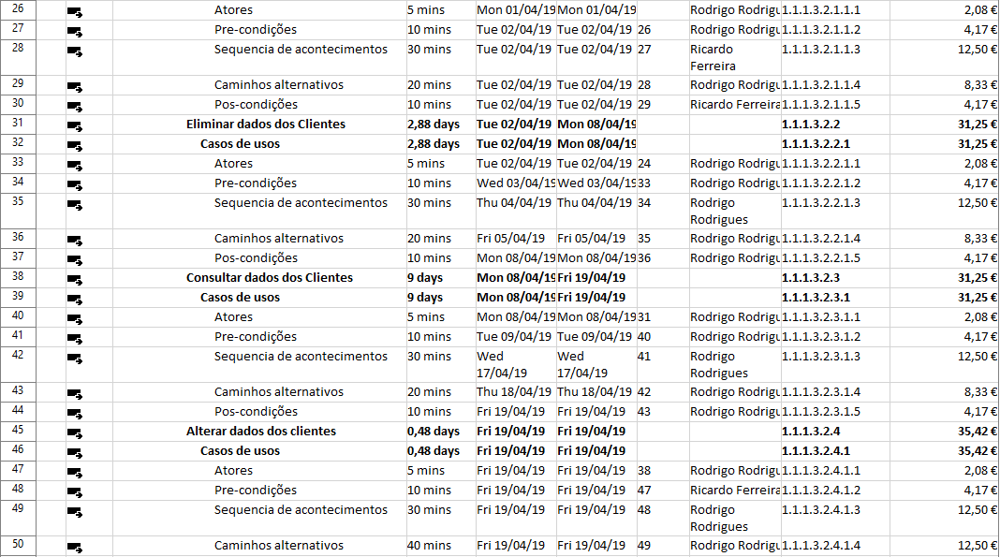 26 Atores 5 mins Mon 01/04/19 Mon 01/04/19 Rodrigo Rodrigu 1.1.1.3.2.1.1.1 2,08 €
27 Pre-condições 10 mins Tue 02/04/19 Tue 02/04/19 26 Rodrigo Rodrigu 1.1.1.3.2.1.1.2 4,17 €
28 Sequencia de acontecimentos 30 mins Tue 02/04/19 Tue 02/04/19 27 Ricardo 1.1.1.3.2.1.1.3 12,50 €
Ferreira
29 Caminhos alternativos 20 mins Tue 02/04/19 Tue 02/04/19 28 Rodrigo Rodrigu 1.1.1.3.2.1.1.4 8,33 €
30 Pos-condições 10 mins Tue 02/04/19 Tue 02/04/19 29 Ricardo Ferreira 1.1.1.3.2.1.1.5 4,17 €
31 Eliminar dados dos Clientes 2,88 days Tue 02/04/19 Mon 08/04/19 1.1.1.3.2.2 31,25 €
32 Casos de usos 2,88 days Tue 02/04/19 Mon 08/04/19 1.1.1.3.2.2.1 31,25 €
33 Atores 5 mins Tue 02/04/19 Tue 02/04/19 24 Rodrigo Rodrigu 1.1.1.3.2.2.1.1 2,08 €
34 Pre-condições 10 mins Wed 03/04/19 Wed 03/04/19 33 Rodrigo Rodrigu 1.1.1.3.2.2.1.2 4,17 €
35 Sequencia de acontecimentos 30 mins Thu 04/04/19 Thu 04/04/19 34 Rodrigo 1.1.1.3.2.2.1.3 12,50 €
Rodrigues
36 Caminhos alternativos 20 mins Fri 05/04/19 Fri 05/04/19 35 Rodrigo Rodrigu 1.1.1.3.2.2.1.4 8,33 €
37 Pos-condições 10 mins Mon 08/04/19 Mon 08/04/19 36 Rodrigo Rodrigu 1.1.1.3.2.2.1.5 4,17 €
38 Consultar dados dos Clientes 9 days Mon 08/04/19 Fri 19/04/19 1.1.1.3.2.3 31,25 €
39 Casos de usos 9 days Mon 08/04/19 Fri 19/04/19 1.1.1.3.2.3.1 31,25 €
40 Atores 5 mins Mon 08/04/19 Mon 08/04/19 31 Rodrigo Rodrigu 1.1.1.3.2.3.1.1 2,08 €
41 Pre-condições 10 mins Tue 09/04/19 Tue 09/04/19 40 Rodrigo Rodrigu 1.1.1.3.2.3.1.2 4,17 €
42 Sequencia de acontecimentos 30 mins Wed Wed 41 Rodrigo 1.1.1.3.2.3.1.3 12,50 €
17/04/19 17/04/19 Rodrigues
43 Caminhos alternativos 20 mins Thu 18/04/19 Thu 18/04/19 42 Rodrigo Rodrigu 1.1.1.3.2.3.1.4 8,33 €
44 Pos-condições 10 mins Fri 19/04/19 Fri 19/04/19 43 Rodrigo Rodrigu 1.1.1.3.2.3.1.5 4,17 €
45 Alterar dados dos clientes 0,48 days Fri 19/04/19 Fri 19/04/19 1.1.1.3.2.4 35,42 €
46 Casos de usos 0,48 days Fri 19/04/19 Fri 19/04/19 1.1.1.3.2.4.1 35,42 €
47 Atores 5 mins Fri 19/04/19 Fri 19/04/19 38 Rodrigo Rodrigu 1.1.1.3.2.4.1.1 2,08 €
48 Pre-condições 10 mins Fri 19/04/19 Fri 19/04/19 47 Ricardo Ferreira 1.1.1.3.2.4.1.2 4,17 €
49 Sequencia de acontecimentos 30 mins Fri 19/04/19 Fri 19/04/19 48 Rodrigo 1.1.1.3.2.4.1.3 12,50 €
Rodrigues
50 Caminhos alternativos 40 mins Fri 19/04/19 Fri 19/04/19 49 Rodrigo Rodrigu 1.1.1.3.2.4.1.4 12,50 €